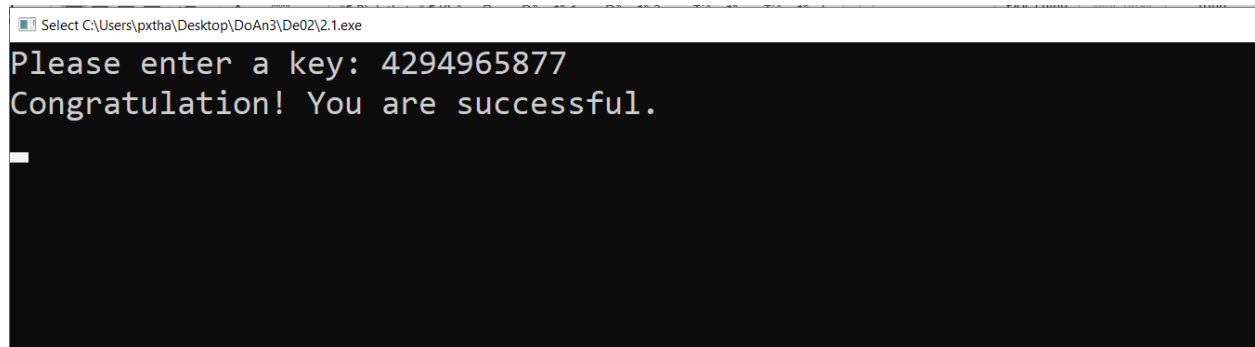 Select C:\Users\pxtha\Desktop\DoAn3\De02\2.1.exe
Please enter a key: 4294965877
Congratulation! You are successful.